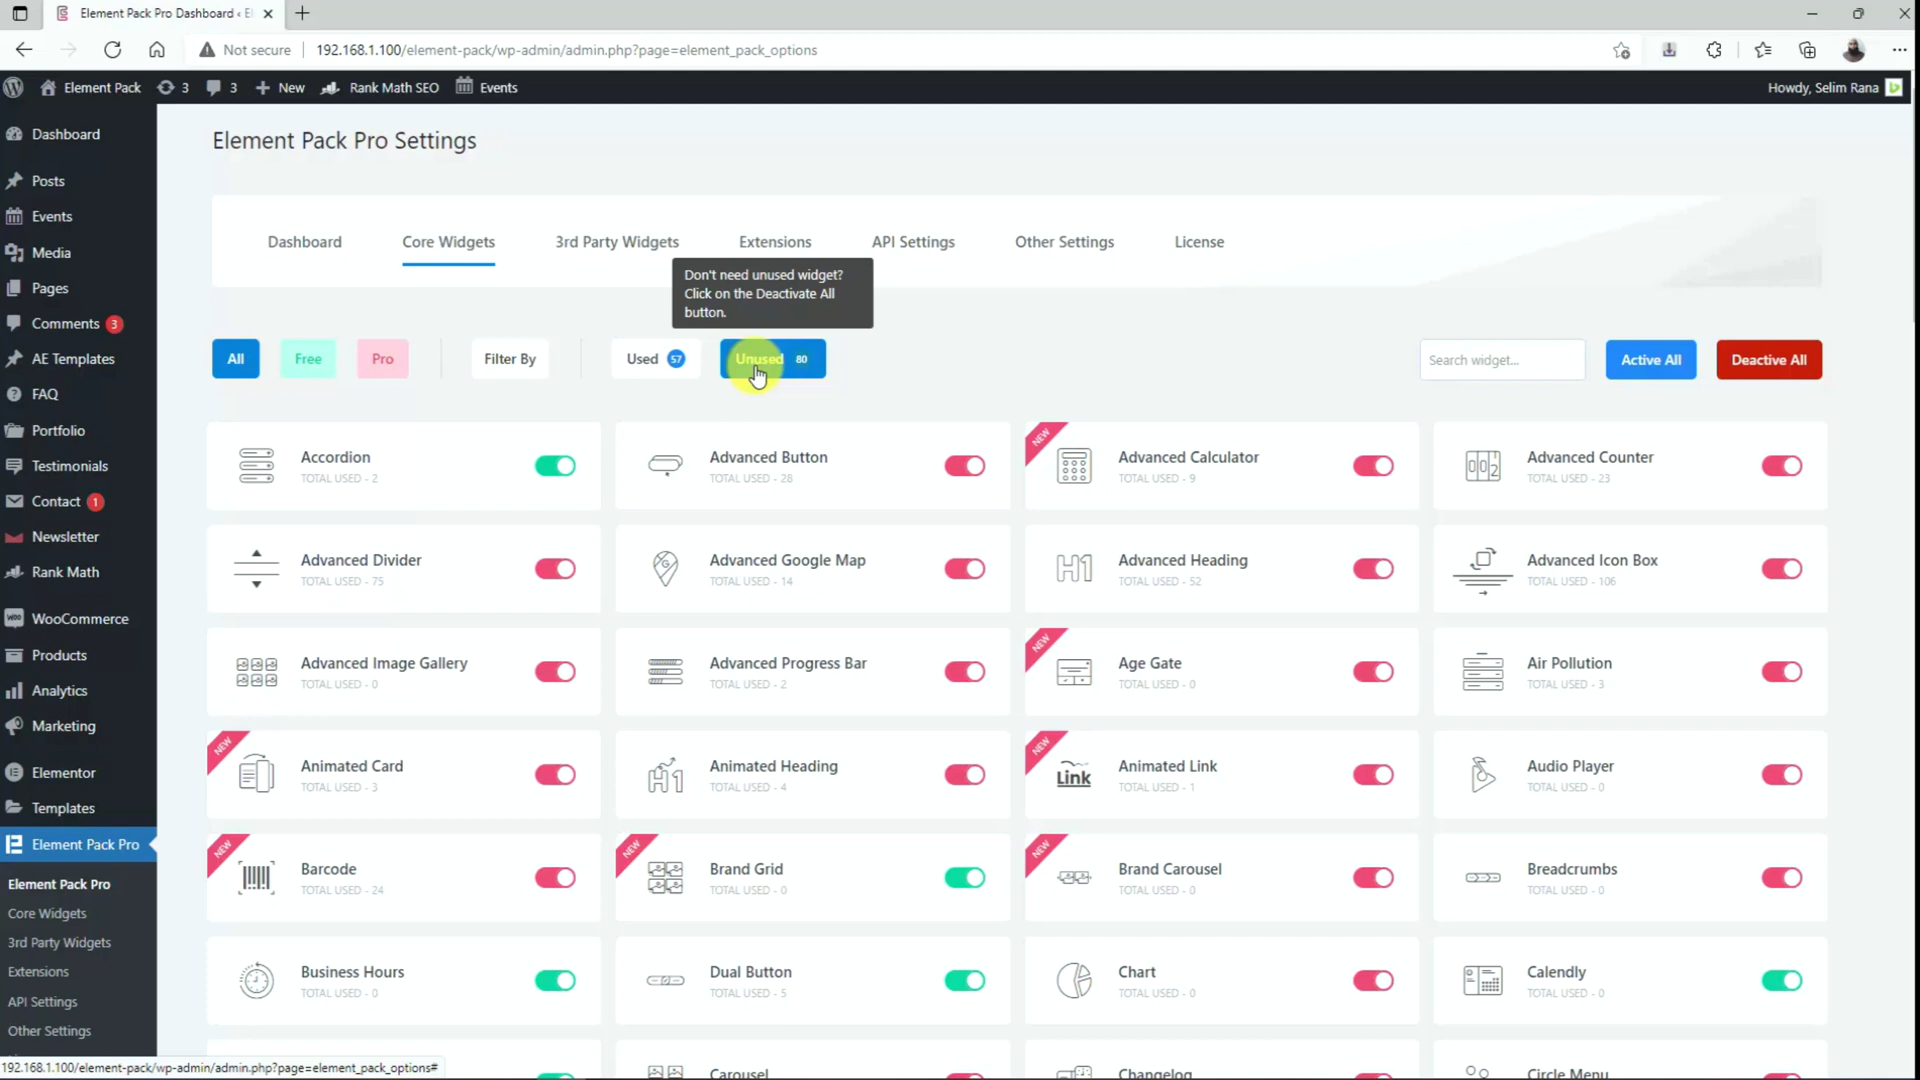 Element Pack Pro Dashboard ‹ E
Not secure
192.168.1.100/element-pack/wp-admin/admin.php?page=element_pack_options
Element Pack
3
3
New
Rank Math SEO
Events
Howdy, Selim Rana
Dashboard
Posts
Events
Media
Pages
Comments 3
AE Templates
FAQ
Portfolio
Testimonials
Contact 1
Newsletter
Rank Math
WooCommerce
Products
Analytics
Marketing
Elementor
Templates
Element Pack Pro
Element Pack Pro
Core Widgets
3rd Party Widgets
Extensions
API Settings
Other Settings
192.168.1.100/element-pack/wp-admin/admin.php?page=element_pack_options#
Element Pack Pro Settings
Dashboard
Core Widgets
3rd Party Widgets
Extensions
API Settings
Other Settings
License
Don't need unused widget?
Click on the Deactivate All
button.
All
Free
Pro
Filter By
Used 57
Unused 80
Search widget...
Active All
Deactive All
Accordion
TOTAL USED - 2
Advanced Button
TOTAL USED - 28
NEW
Advanced Calculator
TOTAL USED - 9
002
Advanced Counter
TOTAL USED - 23
Advanced Divider
TOTAL USED - 75
G
Advanced Google Map
TOTAL USED - 14
H1
Advanced Heading
TOTAL USED - 52
Advanced Icon Box
TOTAL USED - 106
Advanced Image Gallery
TOTAL USED - 0
Advanced Progress Bar
TOTAL USED - 2
NEW
Age Gate
TOTAL USED - 0
Air Pollution
TOTAL USED - 3
NEW
Animated Card
TOTAL USED - 3
H1
Animated Heading
TOTAL USED - 4
NEW
Link
Animated Link
TOTAL USED - 1
Audio Player
TOTAL USED - 0
NEW
Barcode
TOTAL USED - 24
NEW
Brand Grid
TOTAL USED - 0
NEW
Brand Carousel
TOTAL USED - 0
Breadcrumbs
TOTAL USED - 0
Business Hours
TOTAL USED - 0
Dual Button
TOTAL USED - 5
Chart
TOTAL USED - 0
Calendly
TOTAL USED - 0
Carousel
Changelog
Circle Menu